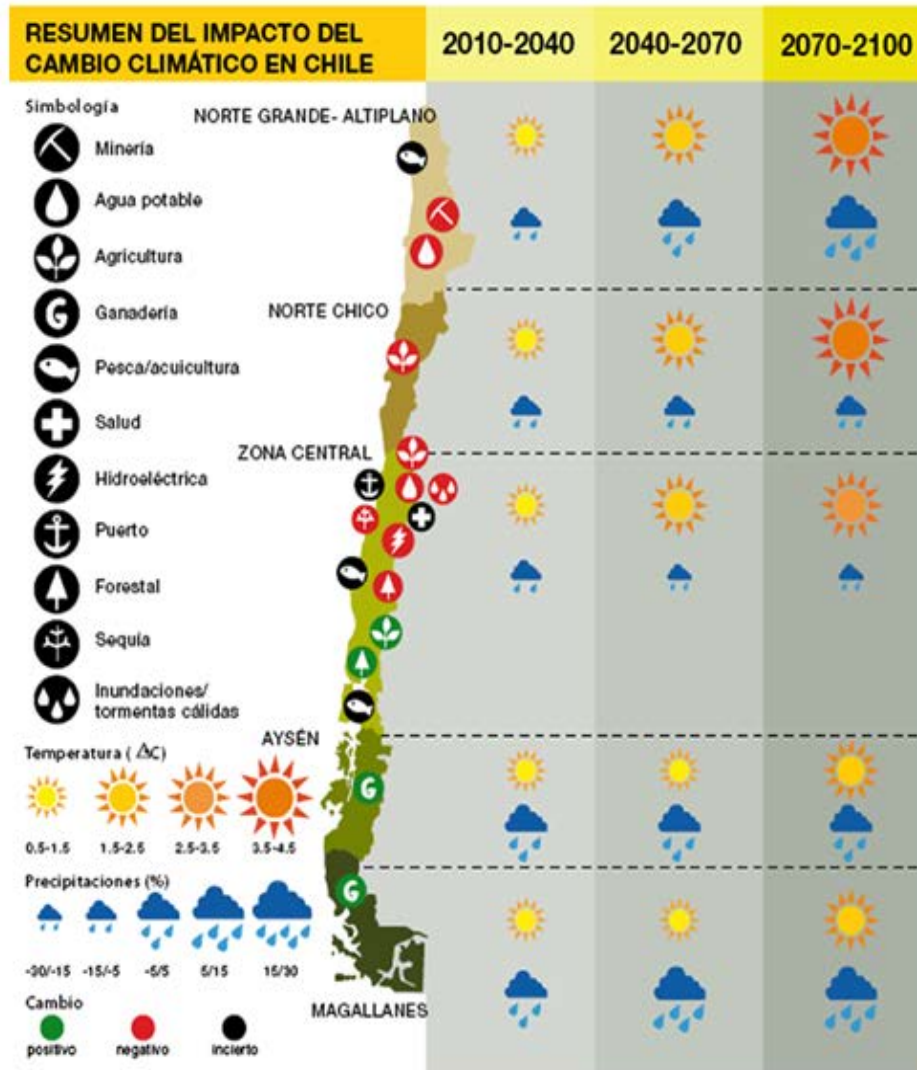 RESUMEN DEL IMPACTO DEL
CAMBIO CLIMÁTICO EN CHILE
2010-2040
2040-2070
2070-2100
Simbología
Minería
Agua potable
Agricultura
Ganadería
Pesca/acuicultura
Salud
Hidroeléctrica
Puerto
Forestal
Sequía
Inundaciones/
tormentas cálidas
NORTE GRANDE- ALTIPLANO
NORTE CHICO
ZONA CENTRAL
AYSÉN
MAGALLANES
Temperatura ( ΔC)
0.5-1.5
1.5-2.5
2.5-3.5
3.5-4.5
Precipitaciones (%)
-30/-15
-15/-5
-5/5
5/15
15/30
Cambio
positivo
negativo
incierto